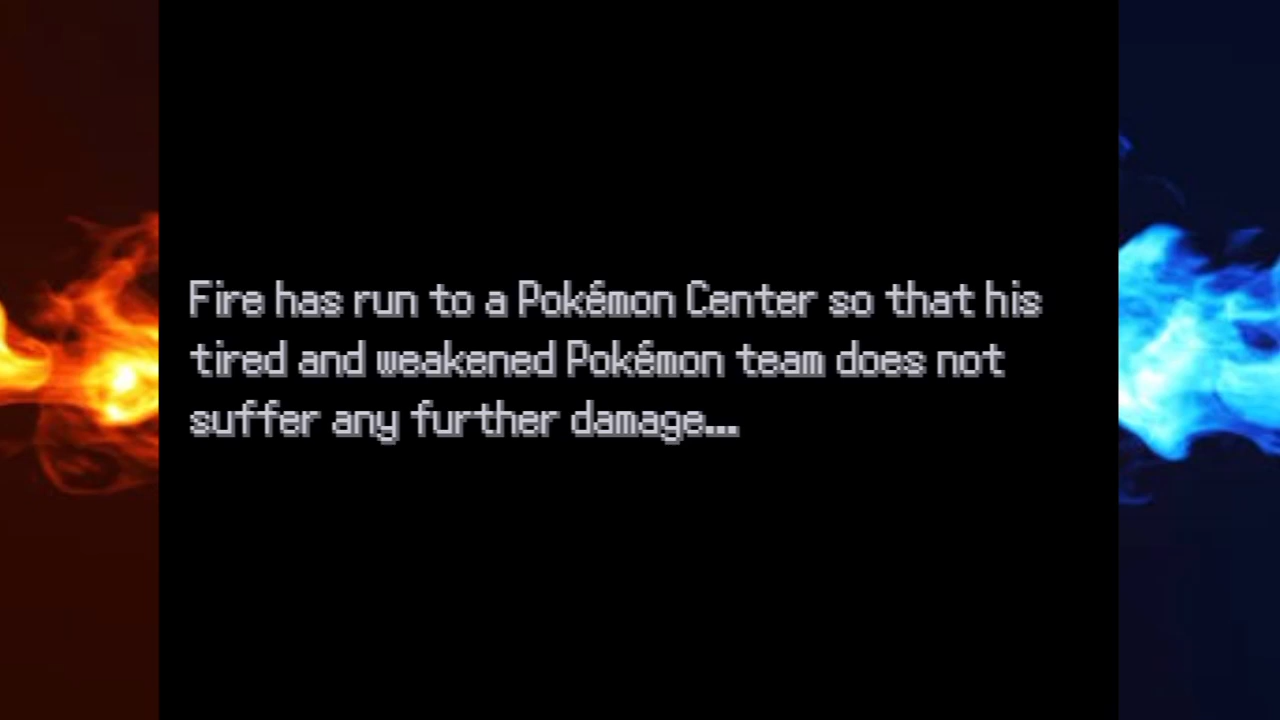 Fire has run to a Pokémon Center so that his
tired and weakened Pokémon team does not
suffer any further damage...